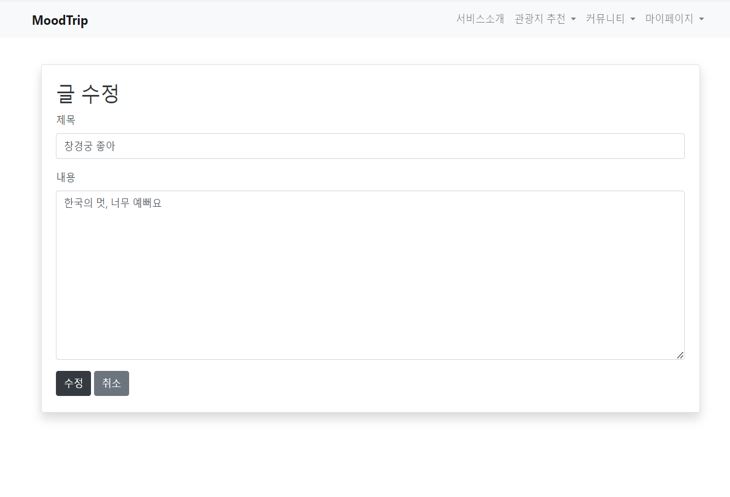 MoodTrip
서비스소개 관광지 추천 커뮤니티 마이페이지
글 수정
제목
창경궁 좋아
내용
한국의 멋, 너무 예뻐요
수정 취소